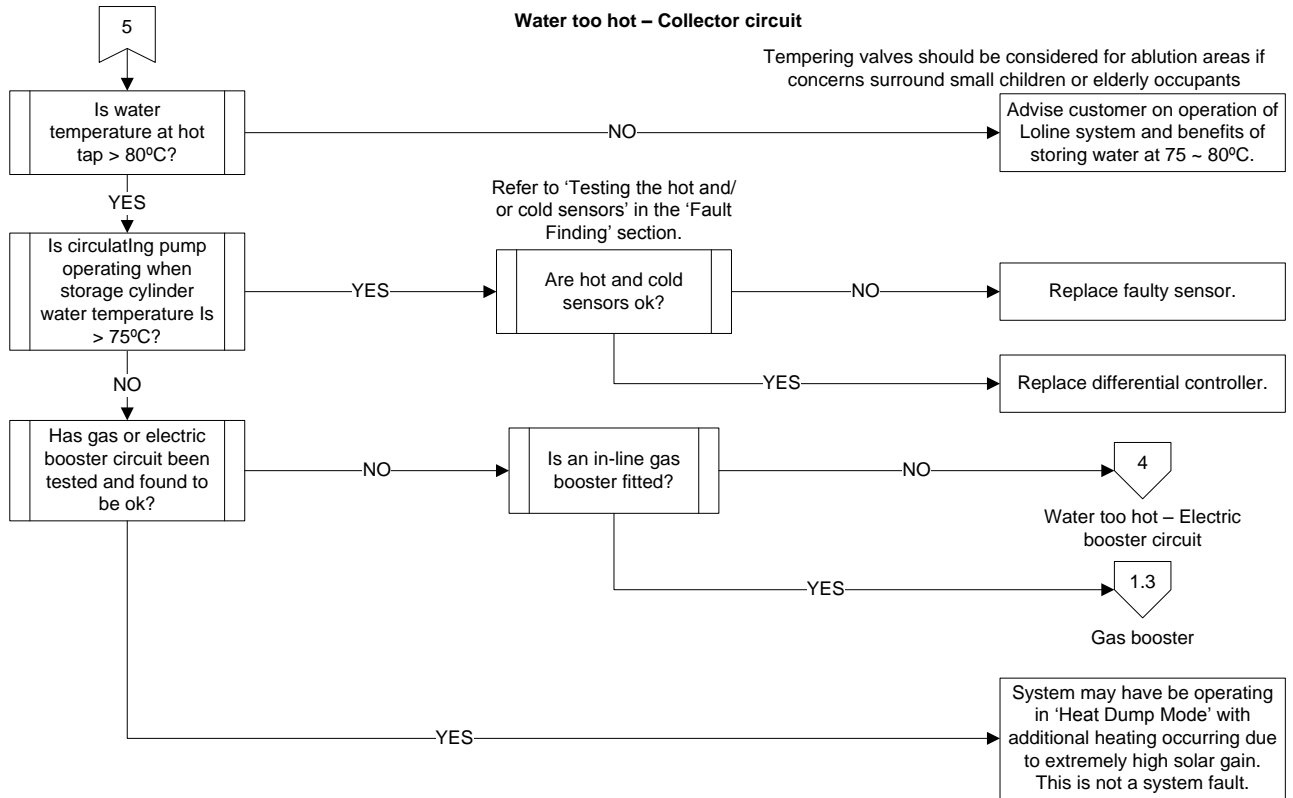 5
Water too hot – Collector circuit
Tempering valves should be considered for ablution areas if
concerns surround small children or elderly occupants
Is water
temperature at hot
tap > 80ºC?
NO
Advise customer on operation of
Loline system and benefits of
storing water at 75 ~ 80ºC.
YES
Refer to ‘Testing the hot and/
or cold sensors’ in the ‘Fault
Finding’ section.
Is circulatIng pump
operating when
storage cylinder
water temperature Is
> 75ºC?
YES
Are hot and cold
sensors ok?
NO
Replace faulty sensor.
YES
Replace differential controller.
NO
Has gas or electric
booster circuit been
tested and found to
be ok?
NO
Is an in-line gas
booster fitted?
NO
4
Water too hot – Electric
booster circuit
YES
1.3
Gas booster
YES
System may have be operating
in ‘Heat Dump Mode’ with
additional heating occurring due
to extremely high solar gain.
This is not a system fault.